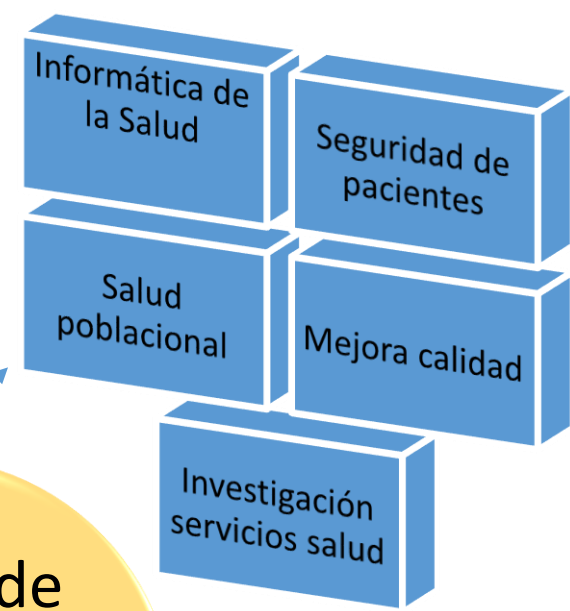 Informática de
la Salud
Seguridad de
pacientes
Salud
poblacional
Mejora calidad
Investigación
servicios salud
de